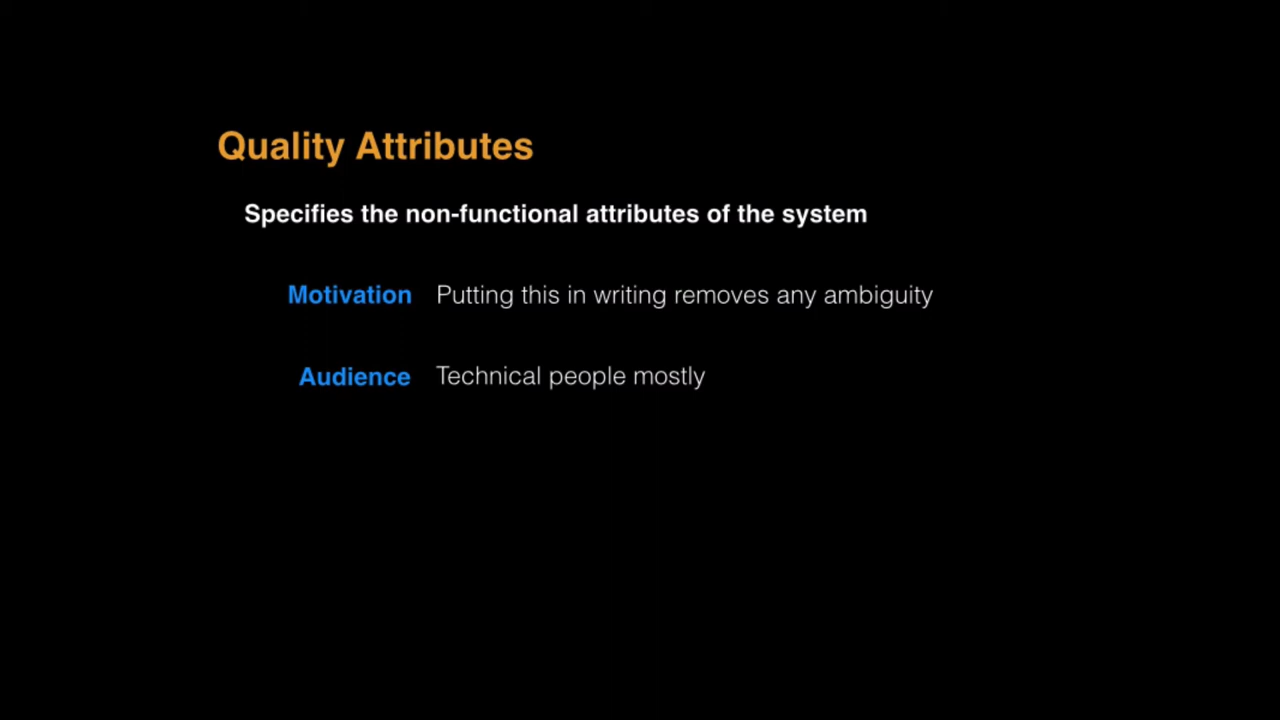 Quality Attributes
Specifies the non-functional attributes of the system
Motivation Putting this in writing removes any ambiguity
Audience Technical people mostly